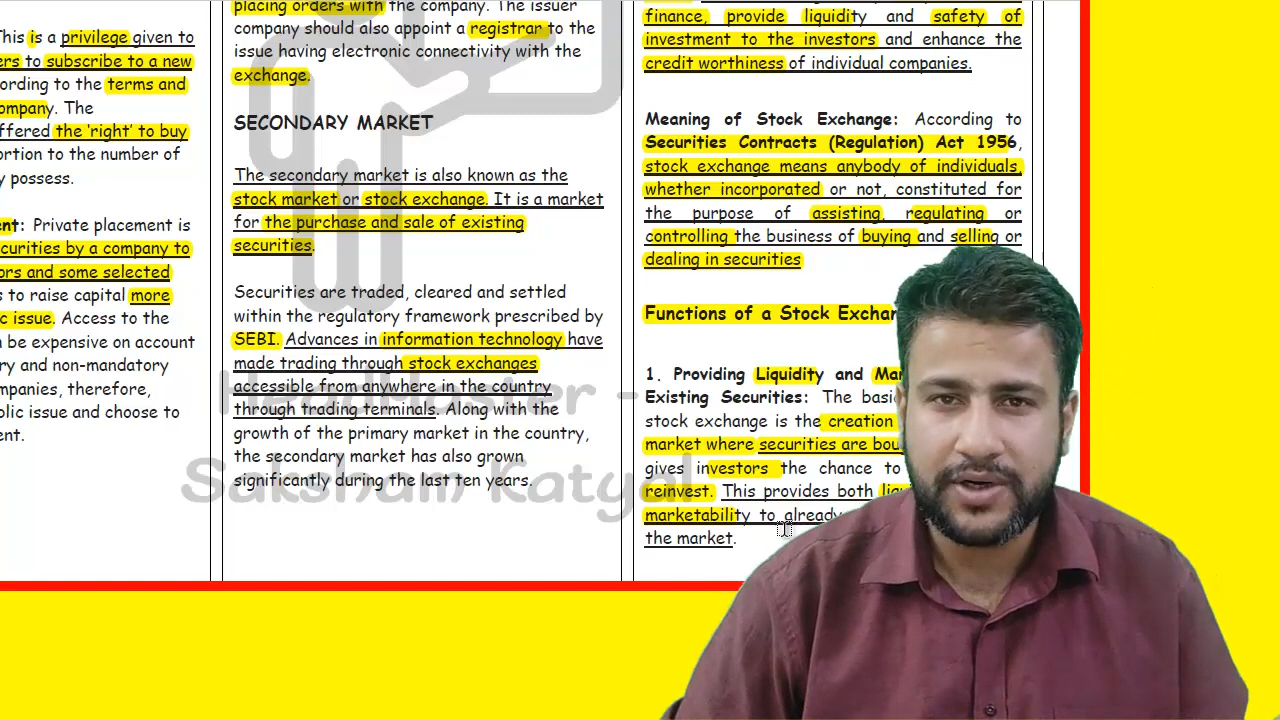 This is a privilege given to
ers to subscribe to a new
ording to the terms and
ompany. The
ffered the ‘right’ to buy
ortion to the number of
y possess.
ent: Private placement is
curities by a company to
ors and some selected
s to raise capital more
c issue. Access to the
n be expensive on account
ry and non-mandatory
mpanies, therefore,
olic issue and choose to
ent.
placing orders with the company. The issuer
company should also appoint a registrar to the
issue having electronic connectivity with the
exchange.
SECONDARY MARKET
The secondary market is also known as the
stock market or stock exchange. It is a market
for the purchase and sale of existing
securities.
Securities are traded, cleared and settled
within the regulatory framework prescribed by
SEBI. Advances in information technology have
made trading through stock exchanges
accessible from anywhere in the country
through trading terminals. Along with the
growth of the primary market in the country,
the secondary market has also grown
significantly during the last ten years.
finance, provide liquidity and safety of
investment to the investors and enhance the
credit worthiness of individual companies.
Meaning of Stock Exchange: According to
Securities Contracts (Regulation) Act 1956,
stock exchange means anybody of individuals,
whether incorporated or not, constituted for
the purpose of assisting, regulating or
controlling the business of buying and selling or
dealing in securities
Functions of a Stock Exchan
1. Providing Liquidity and Mar
Existing Securities: The basi
stock exchange is the creation
market where securities are bou
gives investors the chance to
reinvest. This provides both liq
marketability to already
the market.
HeadMaster -
Saksham Katyal